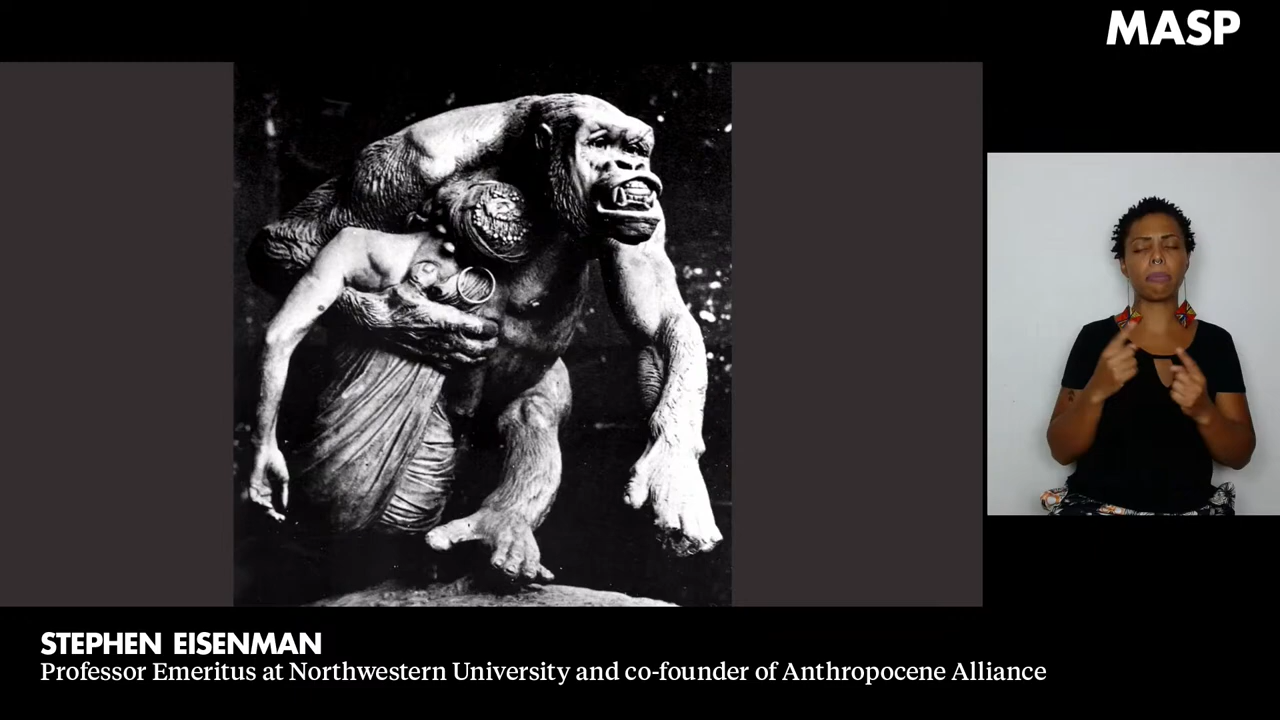 MASP
STEPHEN EISENMAN
Professor Emeritus at Northwestern University and co-founder of Anthropocene Alliance